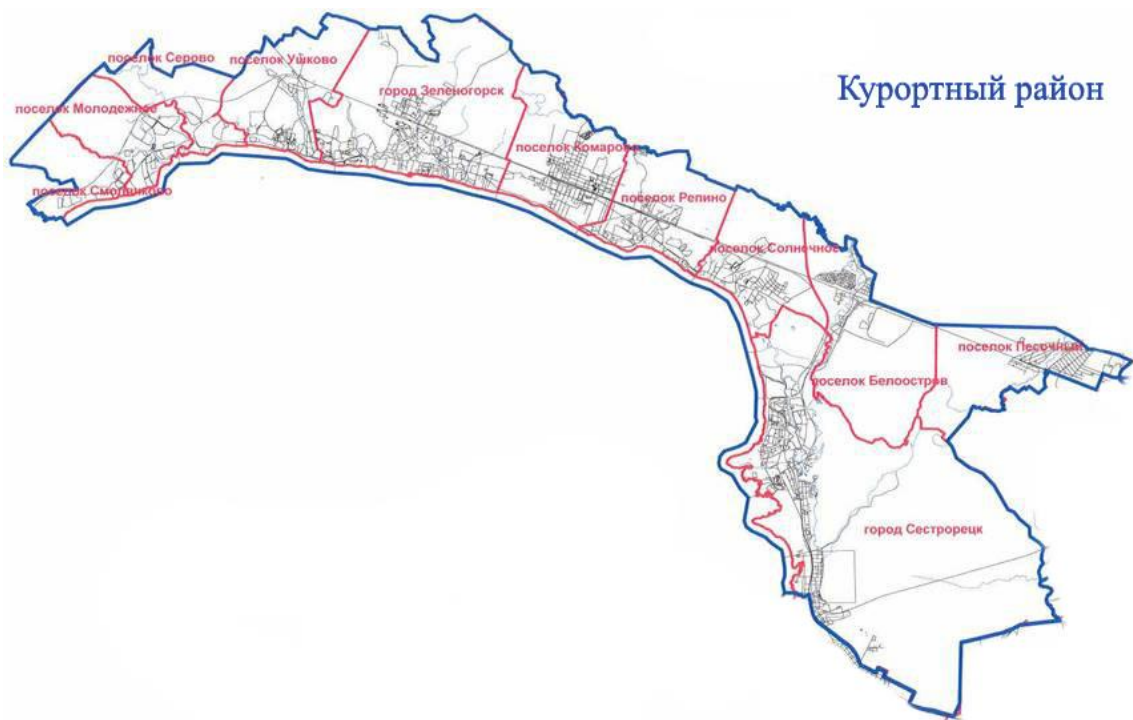 поселок Серово
поселок Ушково
Курортный район
город Зеленогорск
поселок Молодежное
поселок Комарово
поселок Смолячково
поселок Репино
поселок Солнечное
поселок Песочный
поселок Белоостров
город Сестрорецк